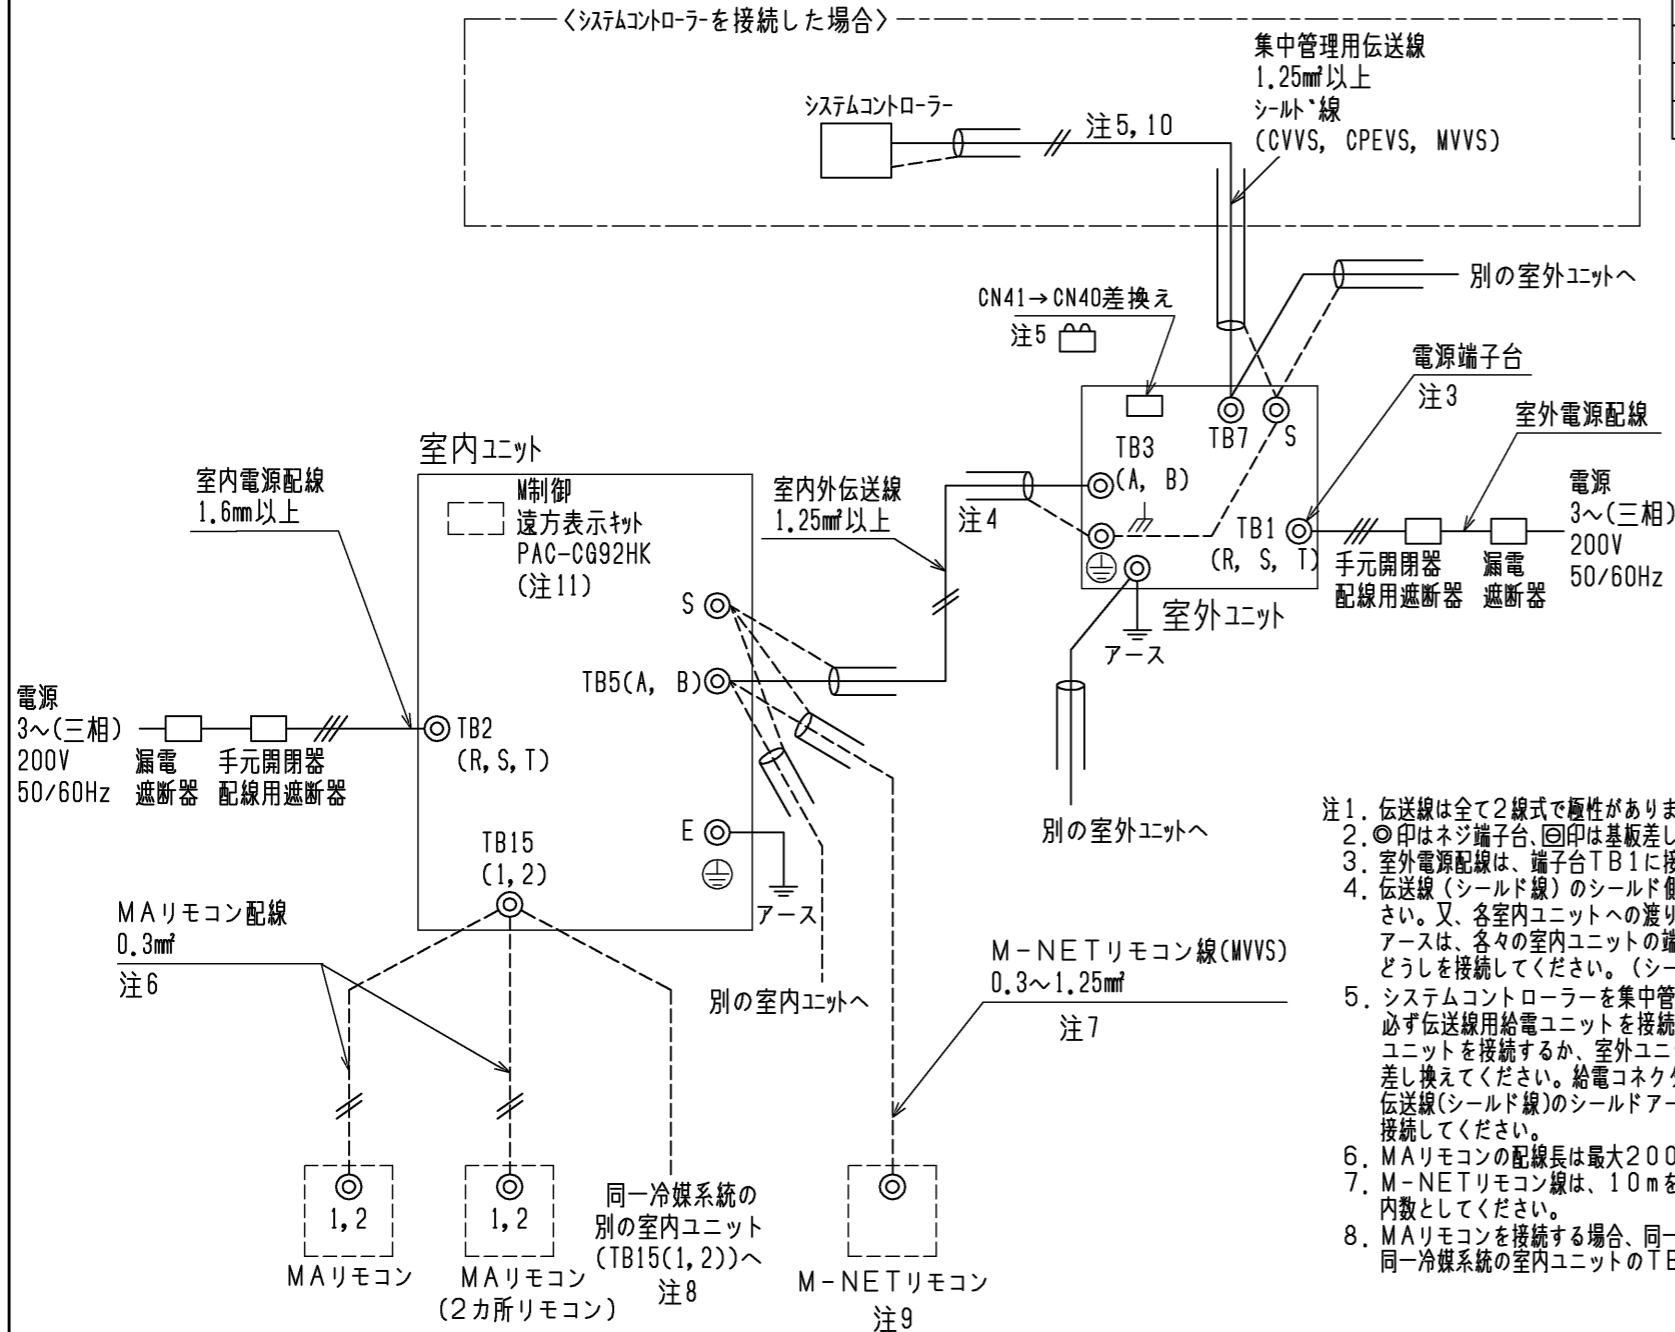 〈システムコントローラーを接続した場合〉
集中管理用伝送線
1.25㎟以上
シールド線
(CVVS, CPEVS, MVVS)
システムコントローラー
注5,10
別の室外ユニットへ
CN41→CN40差換え
注5
電源端子台
注3
室外電源配線
TB3
(A, B)
TB7
S
TB1
(R, S, T)
電源
3～(三相)
200V
50/60Hz
手元開閉器
配線用遮断器
漏電
遮断器
室外ユニット
アース
別の室外ユニットへ
室内外伝送線
1.25㎟以上
注4
室内ユニット
M制御
遠方表示キット
PAC-CG92HK
(注11)
室内電源配線
1.6mm以上
S
TB5(A, B)
電源
3～(三相)
200V
50/60Hz
漏電
遮断器
手元開閉器
配線用遮断器
TB2
(R,S,T)
E
アース
TB15
(1,2)
MAリモコン配線
0.3㎟
注6
別の室内ユニットへ
M-NETリモコン線(MVVS)
0.3～1.25㎟
注7
1,2
MAリモコン
1,2
MAリモコン
(2カ所リモコン)
同一冷媒系統の
別の室内ユニット
(TB15(1,2))へ
注8
M-NETリモコン
注9
注1. 伝送線は全て2線式で極性がありま
2. ◎印はネジ端子台、回印は基板差し
3. 室外電源配線は、端子台TB1に接
4. 伝送線（シールド線）のシールド側
さい。又、各室内ユニットへの渡り
アースは、各々の室内ユニットの端
どうしを接続してください。（シー
5. システムコントローラーを集中管
必ず伝送線用給電ユニットを接続
ユニットを接続するか、室外ユニ
差し換えてください。給電コネク
伝送線(シールド線)のシールドアー
接続してください。
6. MAリモコンの配線長は最大200
7. M-NETリモコン線は、10mを
内数としてください。
8. MAリモコンを接続する場合、同一
同一冷媒系統の室内ユニットのTB